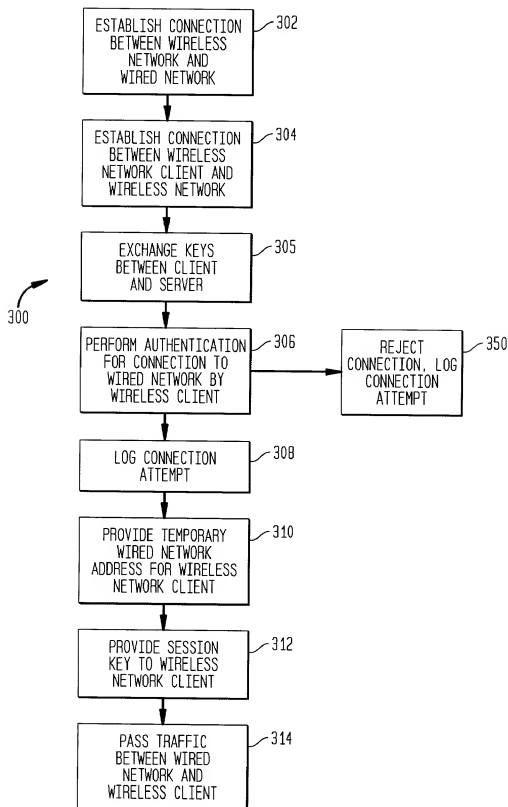 ESTABLISH CONNECTION
BETWEEN WIRELESS
NETWORK AND
WIRED NETWORK
302
ESTABLISH CONNECTION
BETWEEN WIRELESS
NETWORK CLIENT AND
WIRELESS NETWORK
304
EXCHANGE KEYS
BETWEEN CLIENT
AND SERVER
305
300
PERFORM AUTHENTICATION
FOR CONNECTION TO
WIRED NETWORK BY
WIRELESS CLIENT
306
REJECT
CONNECTION, LOG
CONNECTION
ATTEMPT
350
LOG CONNECTION
ATTEMPT
308
PROVIDE TEMPORARY
WIRED NETWORK
ADDRESS FOR WIRELESS
NETWORK CLIENT
310
PROVIDE SESSION
KEY TO WIRELESS
NETWORK CLIENT
312
PASS TRAFFIC
BETWEEN WIRED
NETWORK AND
WIRELESS CLIENT
314